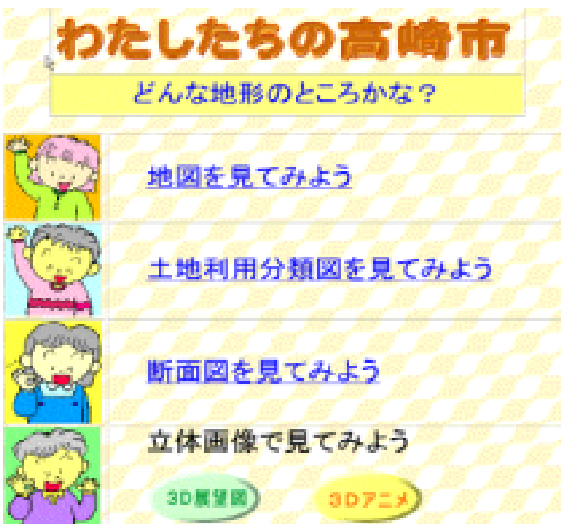 わたしたちの高崎市
どんな地形のところかな？
地図を見てみよう
土地利用分類図を見てみよう
断面図を見てみよう
立体画像で見てみよう
3D展望図
3Dアニメ